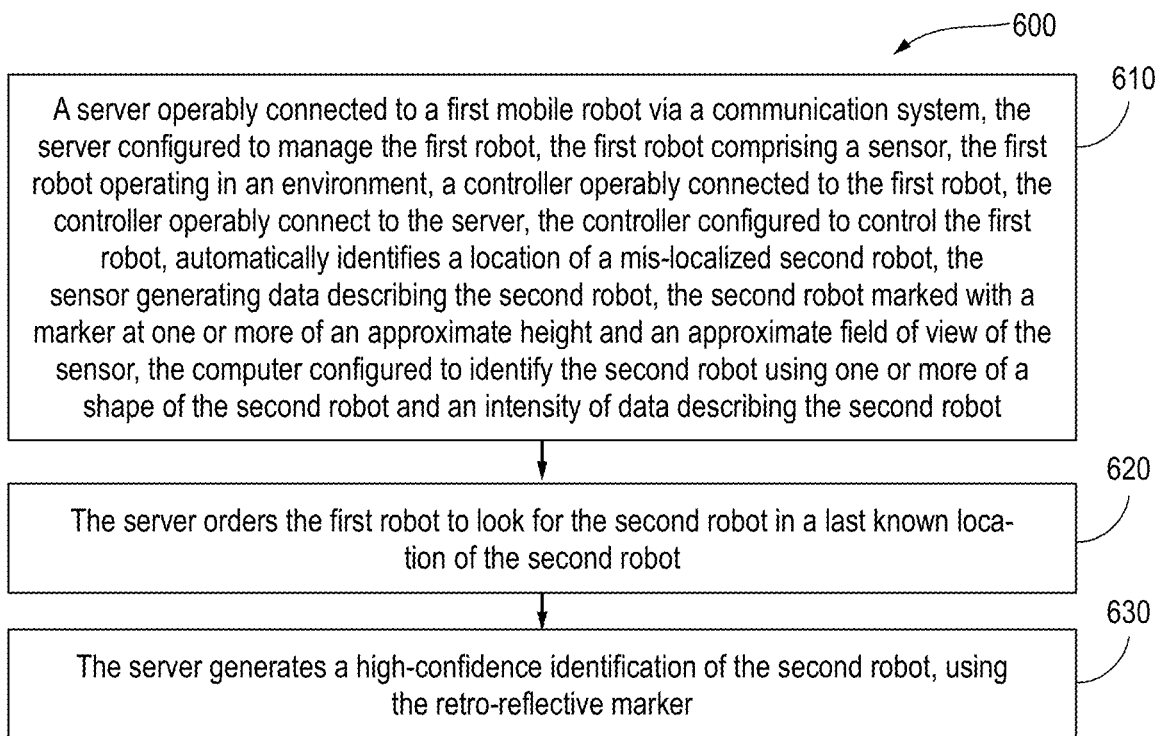 600
610
A server operably connected to a first mobile robot via a communication system, the
server configured to manage the first robot, the first robot comprising a sensor, the first
robot operating in an environment, a controller operably connected to the first robot, the
controller operably connect to the server, the controller configured to control the first
robot, automatically identifies a location of a mis-localized second robot, the
sensor generating data describing the second robot, the second robot marked with a
marker at one or more of an approximate height and an approximate field of view of the
sensor, the computer configured to identify the second robot using one or more of a
shape of the second robot and an intensity of data describing the second robot
620
The server orders the first robot to look for the second robot in a last known loca-
tion of the second robot
630
The server generates a high-confidence identification of the second robot, using
the retro-reflective marker